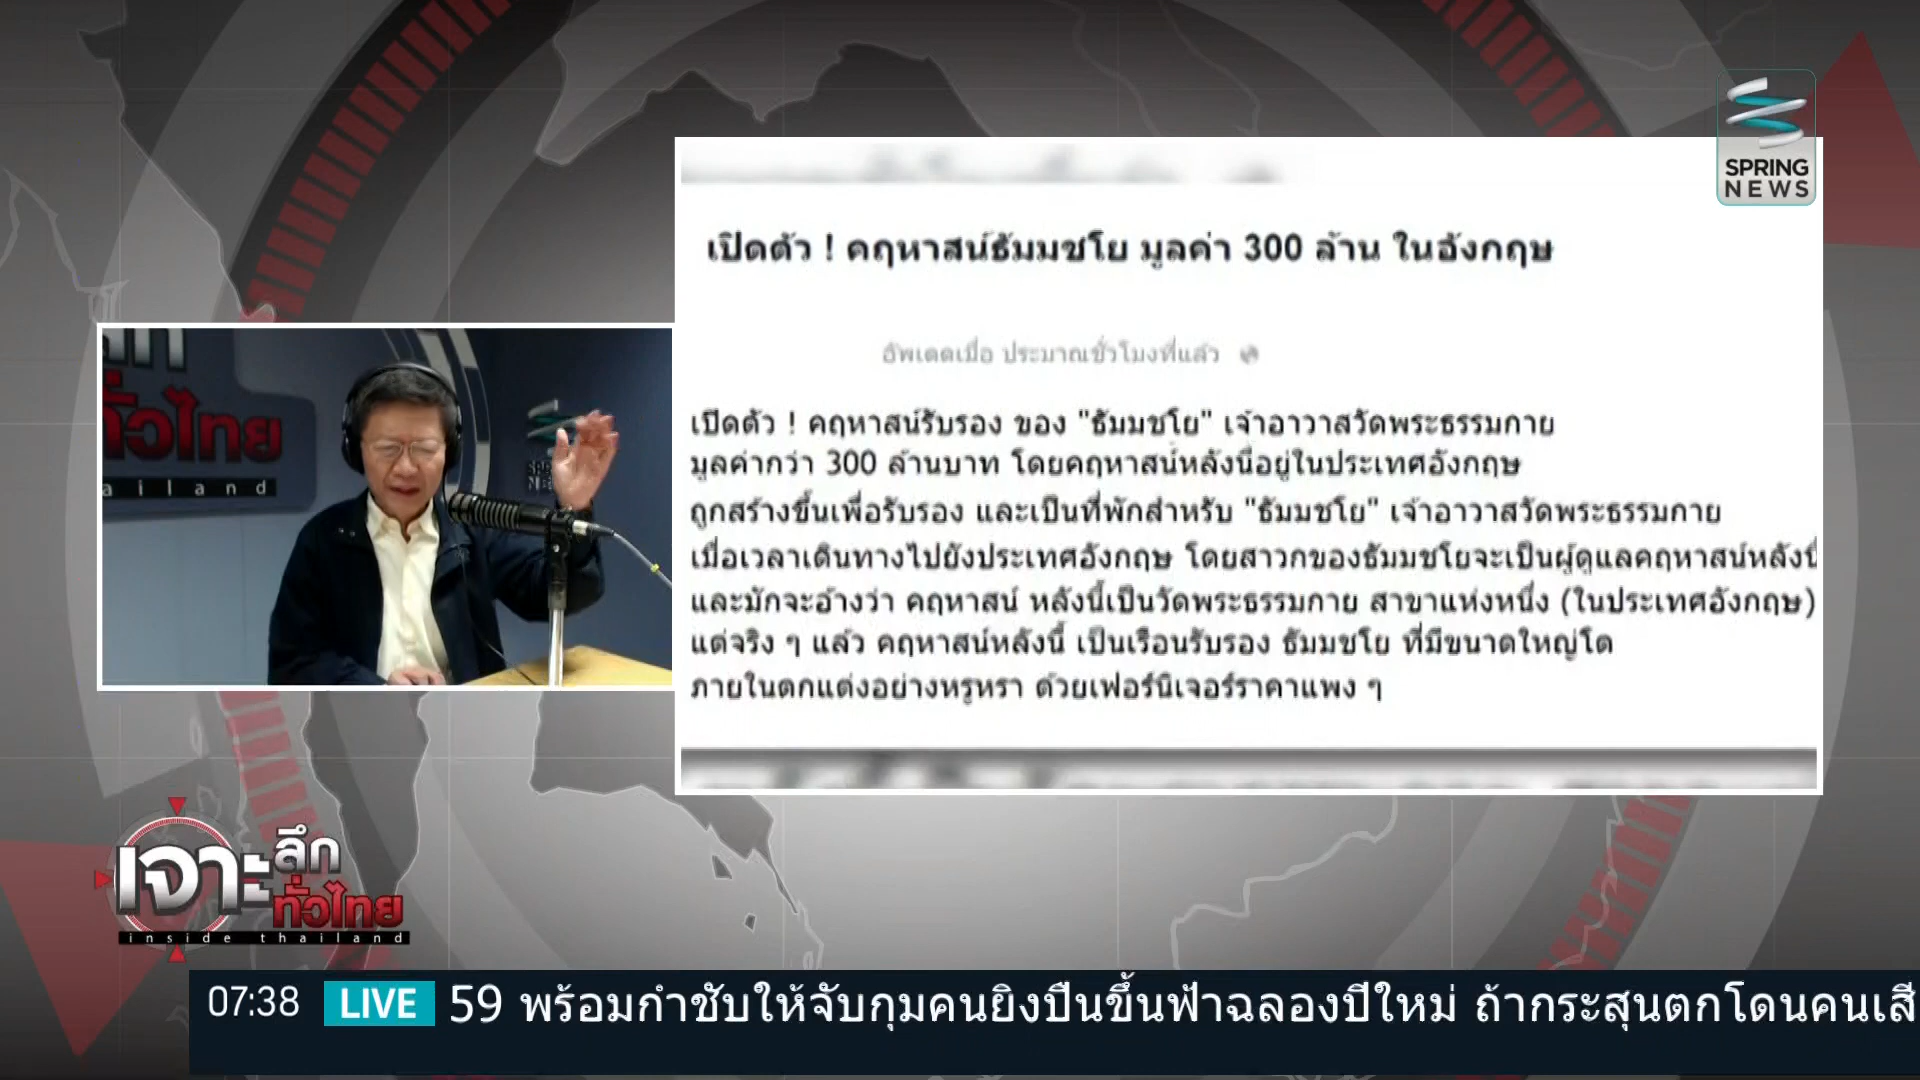 SPRING
NEWS
เปิดตัว ! คฤหาสน์ธัมมชโย มูลค่า 300 ล้าน ในอังกฤษ
อัพเดตเมื่อ ประมาณชั่วโมงที่แล้ว
เปิดตัว ! คฤหาสน์รับรอง ของ "ธัมมชโย" เจ้าอาวาสวัดพระธรรมกาย
มูลค่ากว่า 300 ล้านบาท โดยคฤหาสน์หลังนี้อยู่ในประเทศอังกฤษ
ถูกสร้างขึ้นเพื่อรับรอง และเป็นที่พักสำหรับ "ธัมมชโย" เจ้าอาวาสวัดพระธรรมกาย
เมื่อเวลาเดินทางไปยังประเทศอังกฤษ โดยสาวกของธัมมชโยจะเป็นผู้ดูแลคฤหาสน์หลังนี้
และมักจะอ้างว่า คฤหาสน์ หลังนี้เป็นวัดพระธรรมกาย สาขาแห่งหนึ่ง (ในประเทศอังกฤษ)
แต่จริง ๆ แล้ว คฤหาสน์หลังนี้ เป็นเรือนรับรอง ธัมมชโย ที่มีขนาดใหญ่โต
ภายในตกแต่งอย่างหรูหรา ด้วยเฟอร์นิเจอร์ราคาแพง ๆ
ลึก
ทั่วไทย
ailand
เจาะลึก
ทั่วไทย
inside thailand
07:38 LIVE 59 พร้อมกำชับให้จับกุมคนยิงปืนขึ้นฟ้าฉลองปีใหม่ ถ้ากระสุนตกโดนคนเสี